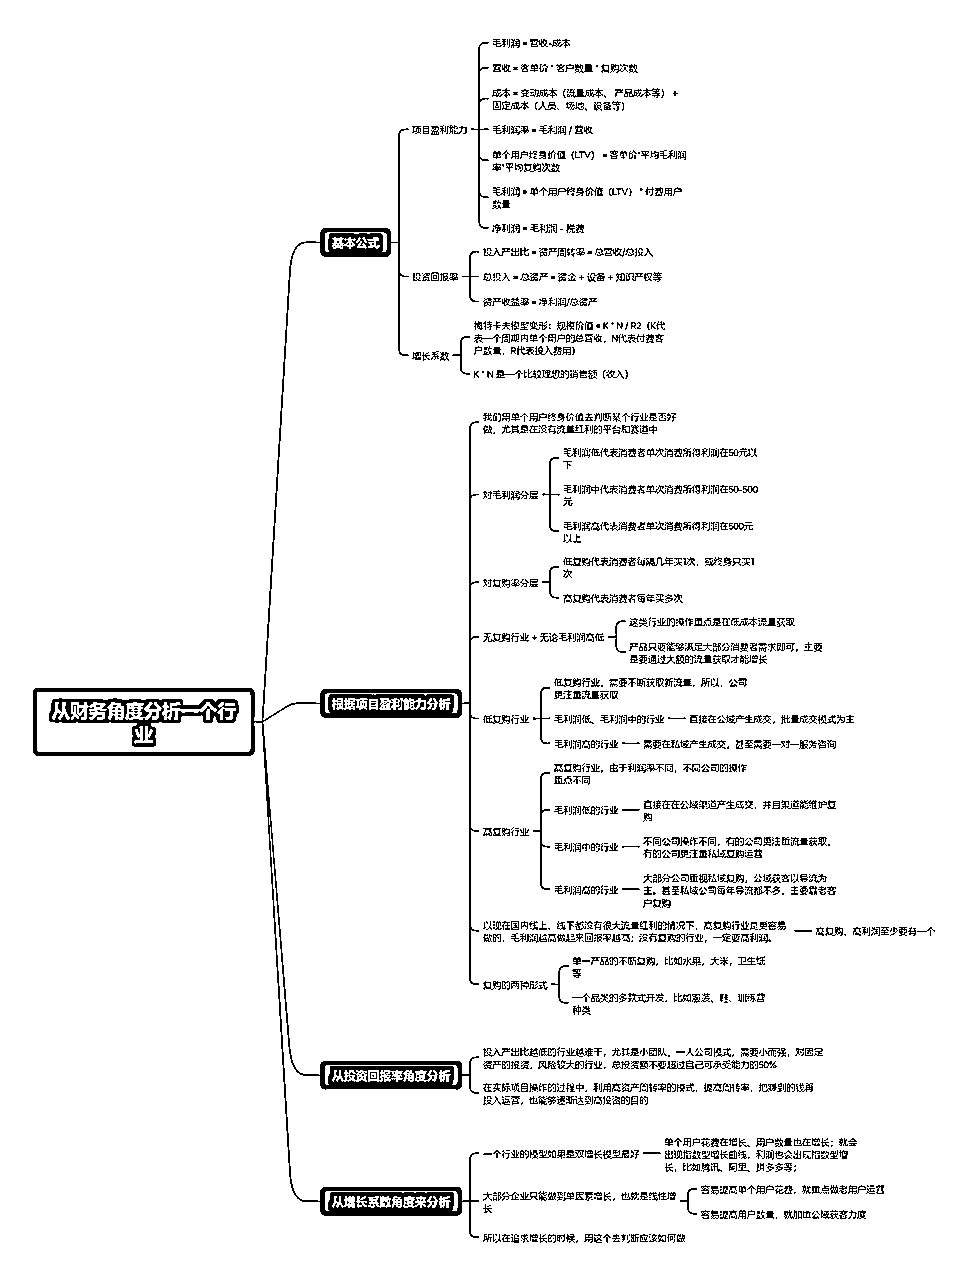 从财务角度分析一个行
业
基本公式
项目盈利能力
毛利润 = 营收-成本
营收 = 客单价 * 客户数量 * 复购次数
成本 = 变动成本（流量成本、产品成本等） +
固定成本（人员、场地、设备等）
毛利润率 = 毛利润 / 营收
单个用户终身价值（LTV） = 客单价*平均毛利润
率*平均复购次数
毛利润 = 单个用户终身价值（LTV） * 付费用户
数量
净利润 = 毛利润 - 税费
投资回报率
投入产出比 = 资产周转率 = 总营收/总投入
总投入 = 总资产 = 资金 + 设备 + 知识产权等
资产收益率 = 净利润/总资产
增长系数
梅特卡夫模型变形：规模价值 = K * N / R2（K代
表一个周期内单个用户的总营收，N代表付费客
户数量，R代表投入费用）
K * N 是一个比较理想的销售额（收入）
根据项目盈利能力分析
我们用单个用户终身价值去判断某个行业是否好
做，尤其是在没有流量红利的平台和赛道中
对毛利润分层
毛利润低代表消费者单次消费所得利润在50元以
下
毛利润中代表消费者单次消费所得利润在50-500
元
毛利润高代表消费者单次消费所得利润在500元
以上
对复购率分层
低复购代表消费者每隔几年买1次，或终身只买1
次
高复购代表消费者每年买多次
无复购行业 + 无论毛利润高低
这类行业的操作重点是在低成本流量获取
产品只要能够满足大部分消费者需求即可，主要
是要通过大额的流量获取才能增长
低复购行业
低复购行业，需要不断获取新流量，所以，公司
更注重流量获取
毛利润低、毛利润中的行业
直接在公域产生成交，批量成交模式为主
毛利润高的行业
需要在私域产生成交，甚至需要一对一服务咨询
高复购行业
高复购行业，由于利润率不同，不同公司的操作
重点不同
毛利润低的行业
直接在在公域渠道产生成交，并且渠道能维护复
购
毛利润中的行业
不同公司操作不同，有的公司更注重流量获取，
有的公司更注重私域复购运营
毛利润高的行业
大部分公司重视私域复购，公域获客以导流为
主。甚至私域公司每年导流都不多，主要靠老客
户复购
以现在国内线上、线下都没有很大流量红利的情况下，高复购行业是更容易
做的，毛利润越高做起来回报率越高；没有复购的行业，一定要高利润。
高复购、高利润至少要有一个
复购的两种形式
单一产品的不断复购，比如水果，大米，卫生纸
等
一个品类的多款式开发，比如服装、鞋、训练营
种类
从投资回报率角度分析
投入产出比越低的行业越难干，尤其是小团队、一人公司模式，需要小而强，对固定
资产的投资，风险较大的行业，总投资额不要超过自己可承受能力的50%
在实际项目操作的过程中，利用高资产周转率的模式，提高周转率，把赚到的钱再
投入运营，也能够逐渐达到高投资的目的
从增长系数角度来分析
一个行业的模型如果是双增长模型最好
单个用户花费在增长、用户数量也在增长；就会
出现指数型增长曲线，利润也会出现指数型增
长，比如腾讯、阿里、拼多多等；
大部分企业只能做到单因素增长，也就是线性增
长
容易提高单个用户花费，就重点做老用户运营
容易提高用户数量，就加重公域获客力度
所以在追求增长的时候，用这个去判断应该如何做